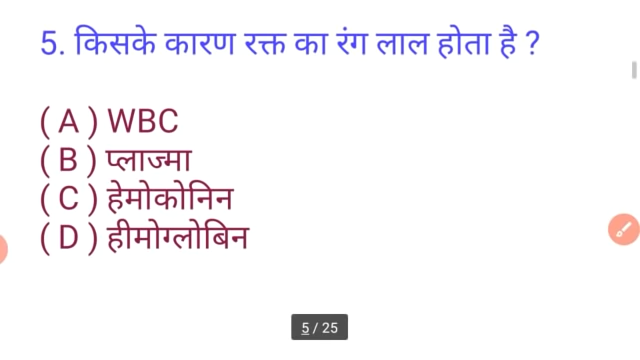 5. किसके कारण रक्त का रंग लाल होता है ?
( A ) WBC
( B ) प्लाज्मा
( C ) हेमोकोनिन
( D ) हीमोग्लोबिन
5 / 25